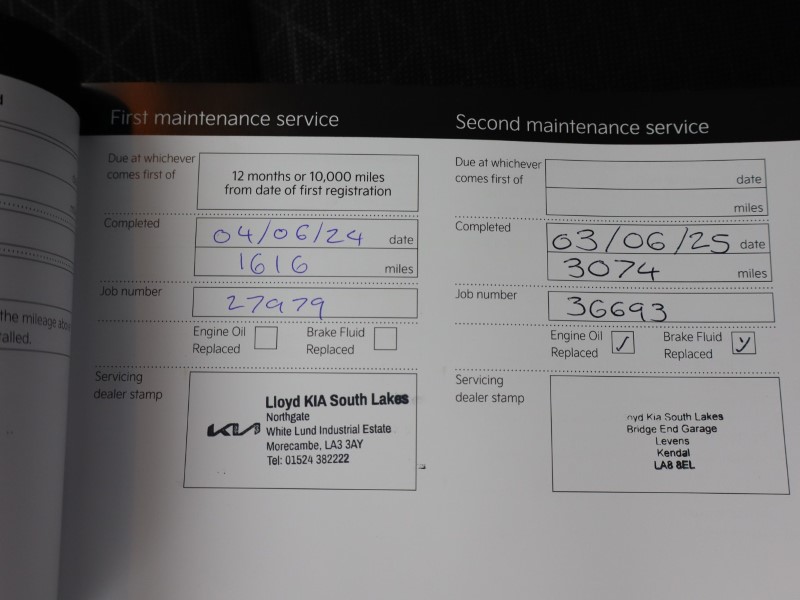 First maintenance service
Due at whichever
comes first of
12 months or 10,000 miles
from date of first registration
Completed
04/06/24 date
1616 miles
Job number
27979
Engine Oil
Replaced
Brake Fluid
Replaced
Servicing
dealer stamp
Lloyd KIA South Lakes
Northgate
KIA White Lund Industrial Estate
Morecambe, LA3 3AY
Tel: 01524 382222
Second maintenance service
Due at whichever
comes first of
date
miles
Completed
03/06/25 date
3074 miles
Job number
36693
Engine Oil
Replaced
Brake Fluid
Replaced
Servicing
dealer stamp
Kia South Lakes
Bridge End Garage
Levens
Kendal
LA8 8EL
the mileage